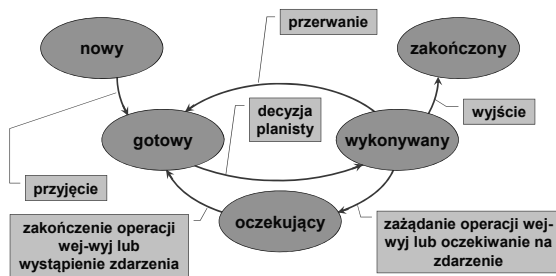 przerwanie
nowy
zakończony
decyzja
planisty
wyjście
gotowy
wykonywany
przyjęcie
oczekujący
zakończenie operacji
wej-wyj lub
wystąpienie zdarzenia
zażądanie operacji wej-
wyj lub oczekiwanie na
zdarzenie